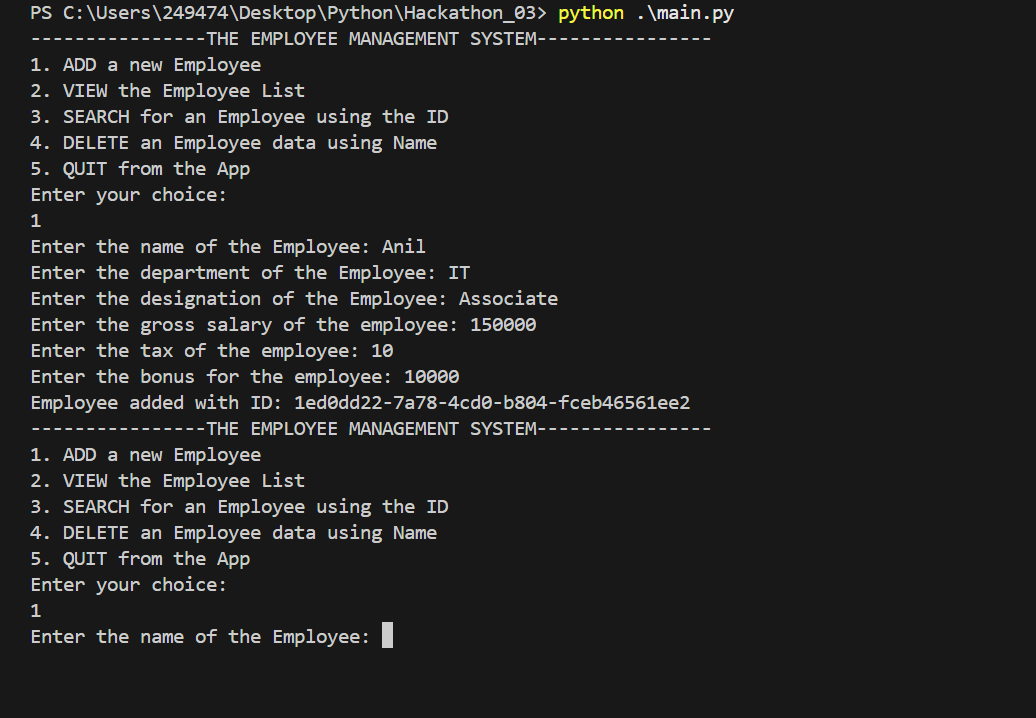 PS C:\Users\249474\Desktop\Python\Hackathon_03> python .\main.py
----------------THE EMPLOYEE MANAGEMENT SYSTEM----------------
1. ADD a new Employee
2. VIEW the Employee List
3. SEARCH for an Employee using the ID
4. DELETE an Employee data using Name
5. QUIT from the App
Enter your choice:
1
Enter the name of the Employee: Anil
Enter the department of the Employee: IT
Enter the designation of the Employee: Associate
Enter the gross salary of the employee: 150000
Enter the tax of the employee: 10
Enter the bonus for the employee: 10000
Employee added with ID: 1ed0dd22-7a78-4cd0-b804-fceb46561ee2
----------------THE EMPLOYEE MANAGEMENT SYSTEM----------------
1. ADD a new Employee
2. VIEW the Employee List
3. SEARCH for an Employee using the ID
4. DELETE an Employee data using Name
5. QUIT from the App
Enter your choice:
1
Enter the name of the Employee: